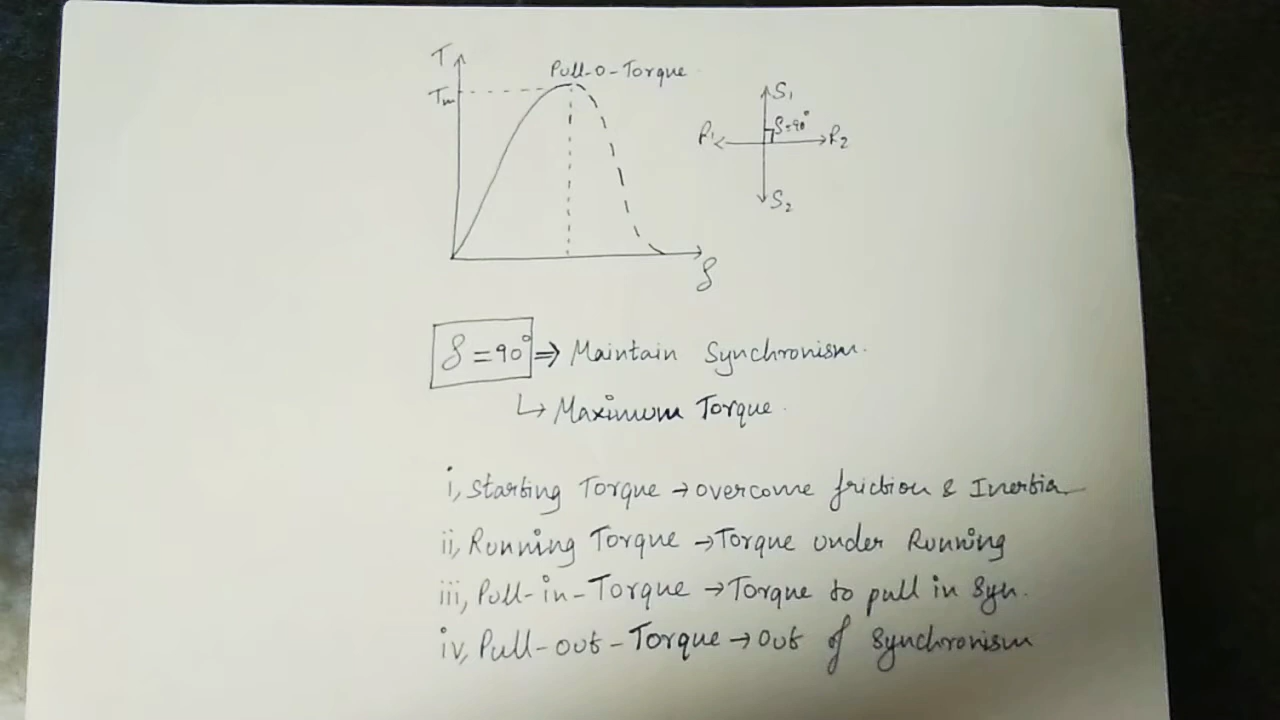 T
Pull-o-Torque
Tm
S1
δ=90°
P1
P2
S2
δ
δ=90° ⇒ Maintain Synchronism.
↳ Maximum Torque.
i, Starting Torque → overcome friction & Inertia
ii, Running Torque → Torque under Running
iii, Pull-in-Torque → Torque to pull in Syn.
iv, Pull-out-Torque → Out of Synchronism